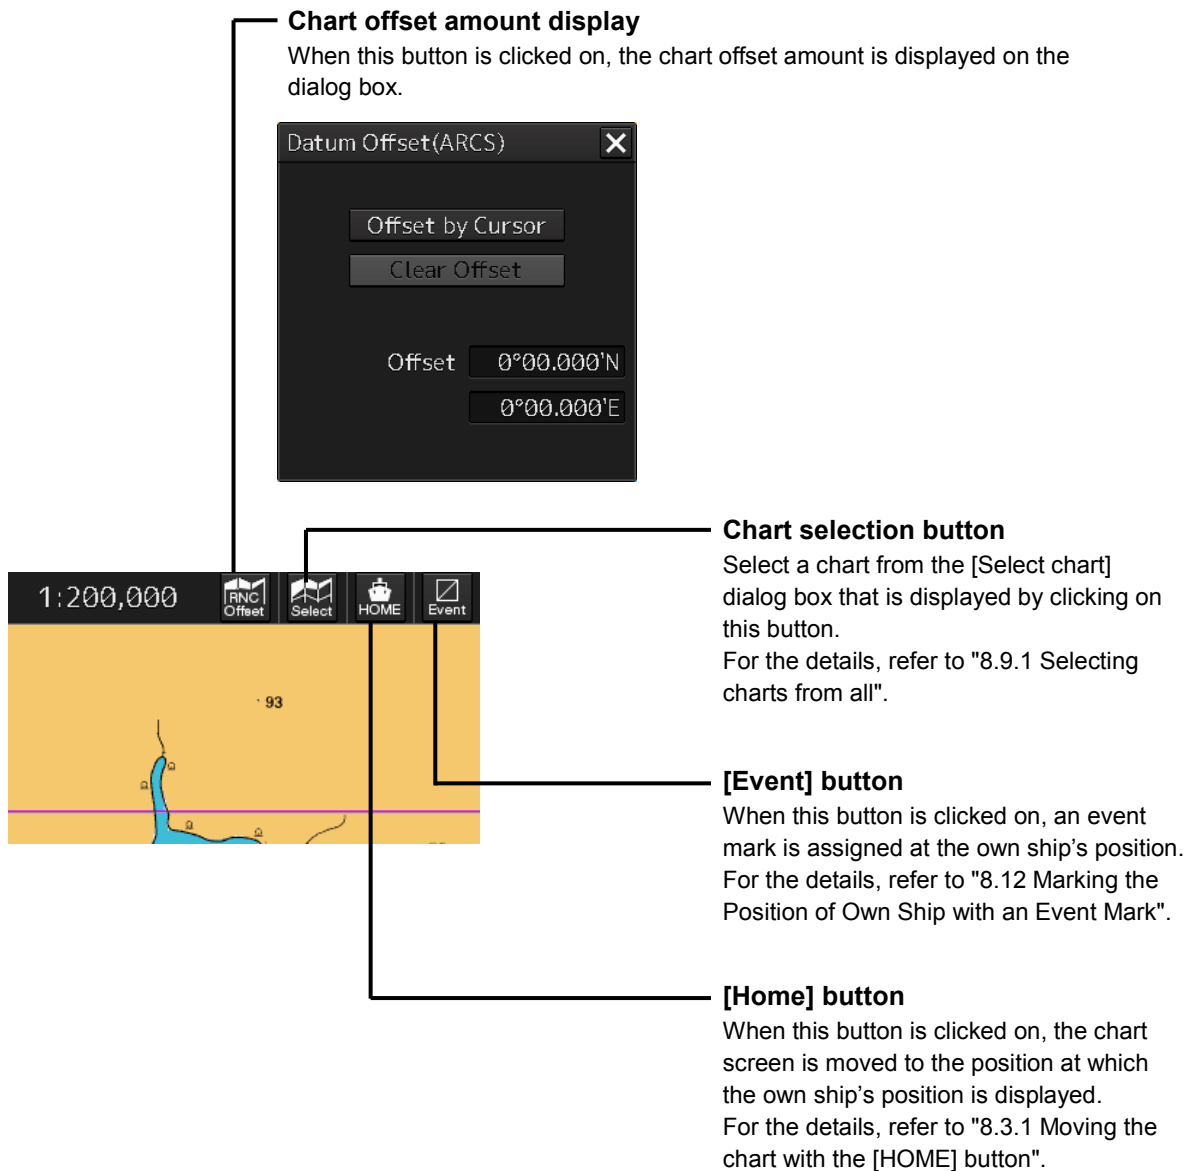 Chart offset amount display
When this button is clicked on, the chart offset amount is displayed on the
dialog box.
Datum Offset(ARCS)
Offset by Cursor
Clear Offset
Offset 0°00.000'N
0°00.000'E
Chart selection button
Select a chart from the [Select chart]
dialog box that is displayed by clicking on
this button.
For the details, refer to "8.9.1 Selecting
charts from all".
1:200,000
RNC
Offset
Select
HOME
Event
93
[Event] button
When this button is clicked on, an event
mark is assigned at the own ship’s position.
For the details, refer to "8.12 Marking the
Position of Own Ship with an Event Mark".
[Home] button
When this button is clicked on, the chart
screen is moved to the position at which
the own ship’s position is displayed.
For the details, refer to "8.3.1 Moving the
chart with the [HOME] button".